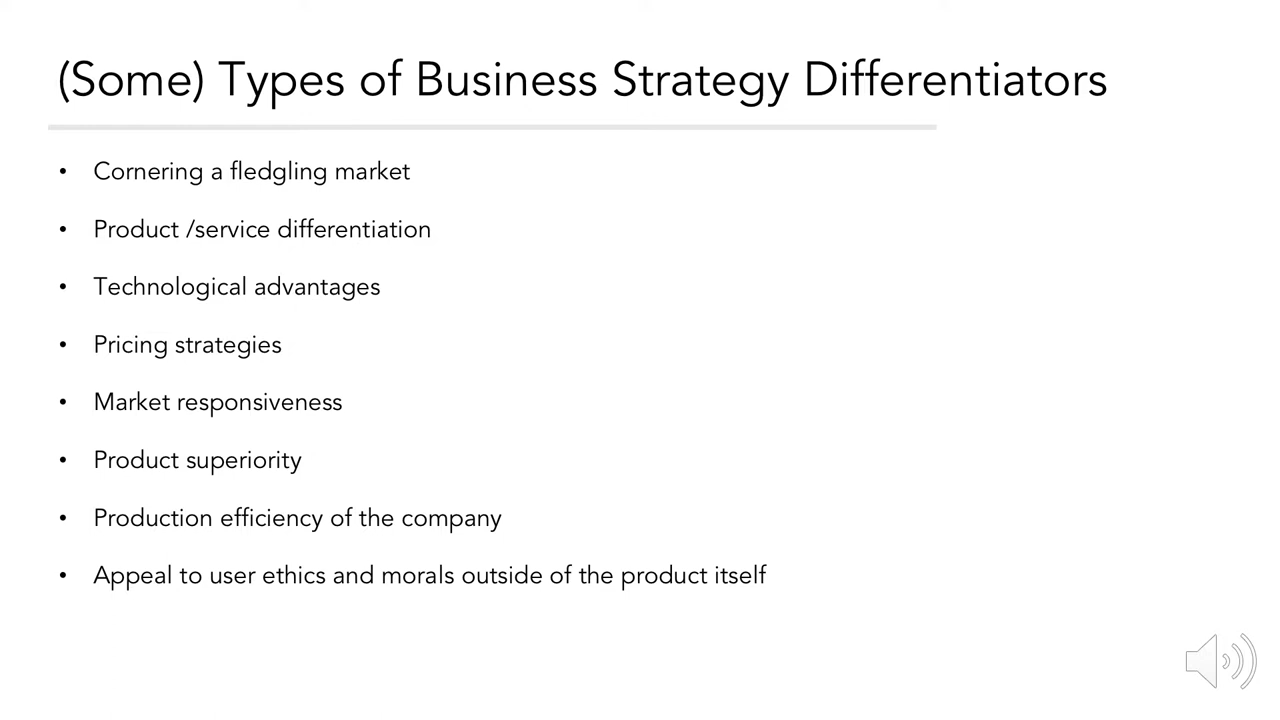 (Some) Types of Business Strategy Differentiators
• Cornering a fledgling market
• Product /service differentiation
• Technological advantages
• Pricing strategies
• Market responsiveness
• Product superiority
• Production efficiency of the company
• Appeal to user ethics and morals outside of the product itself